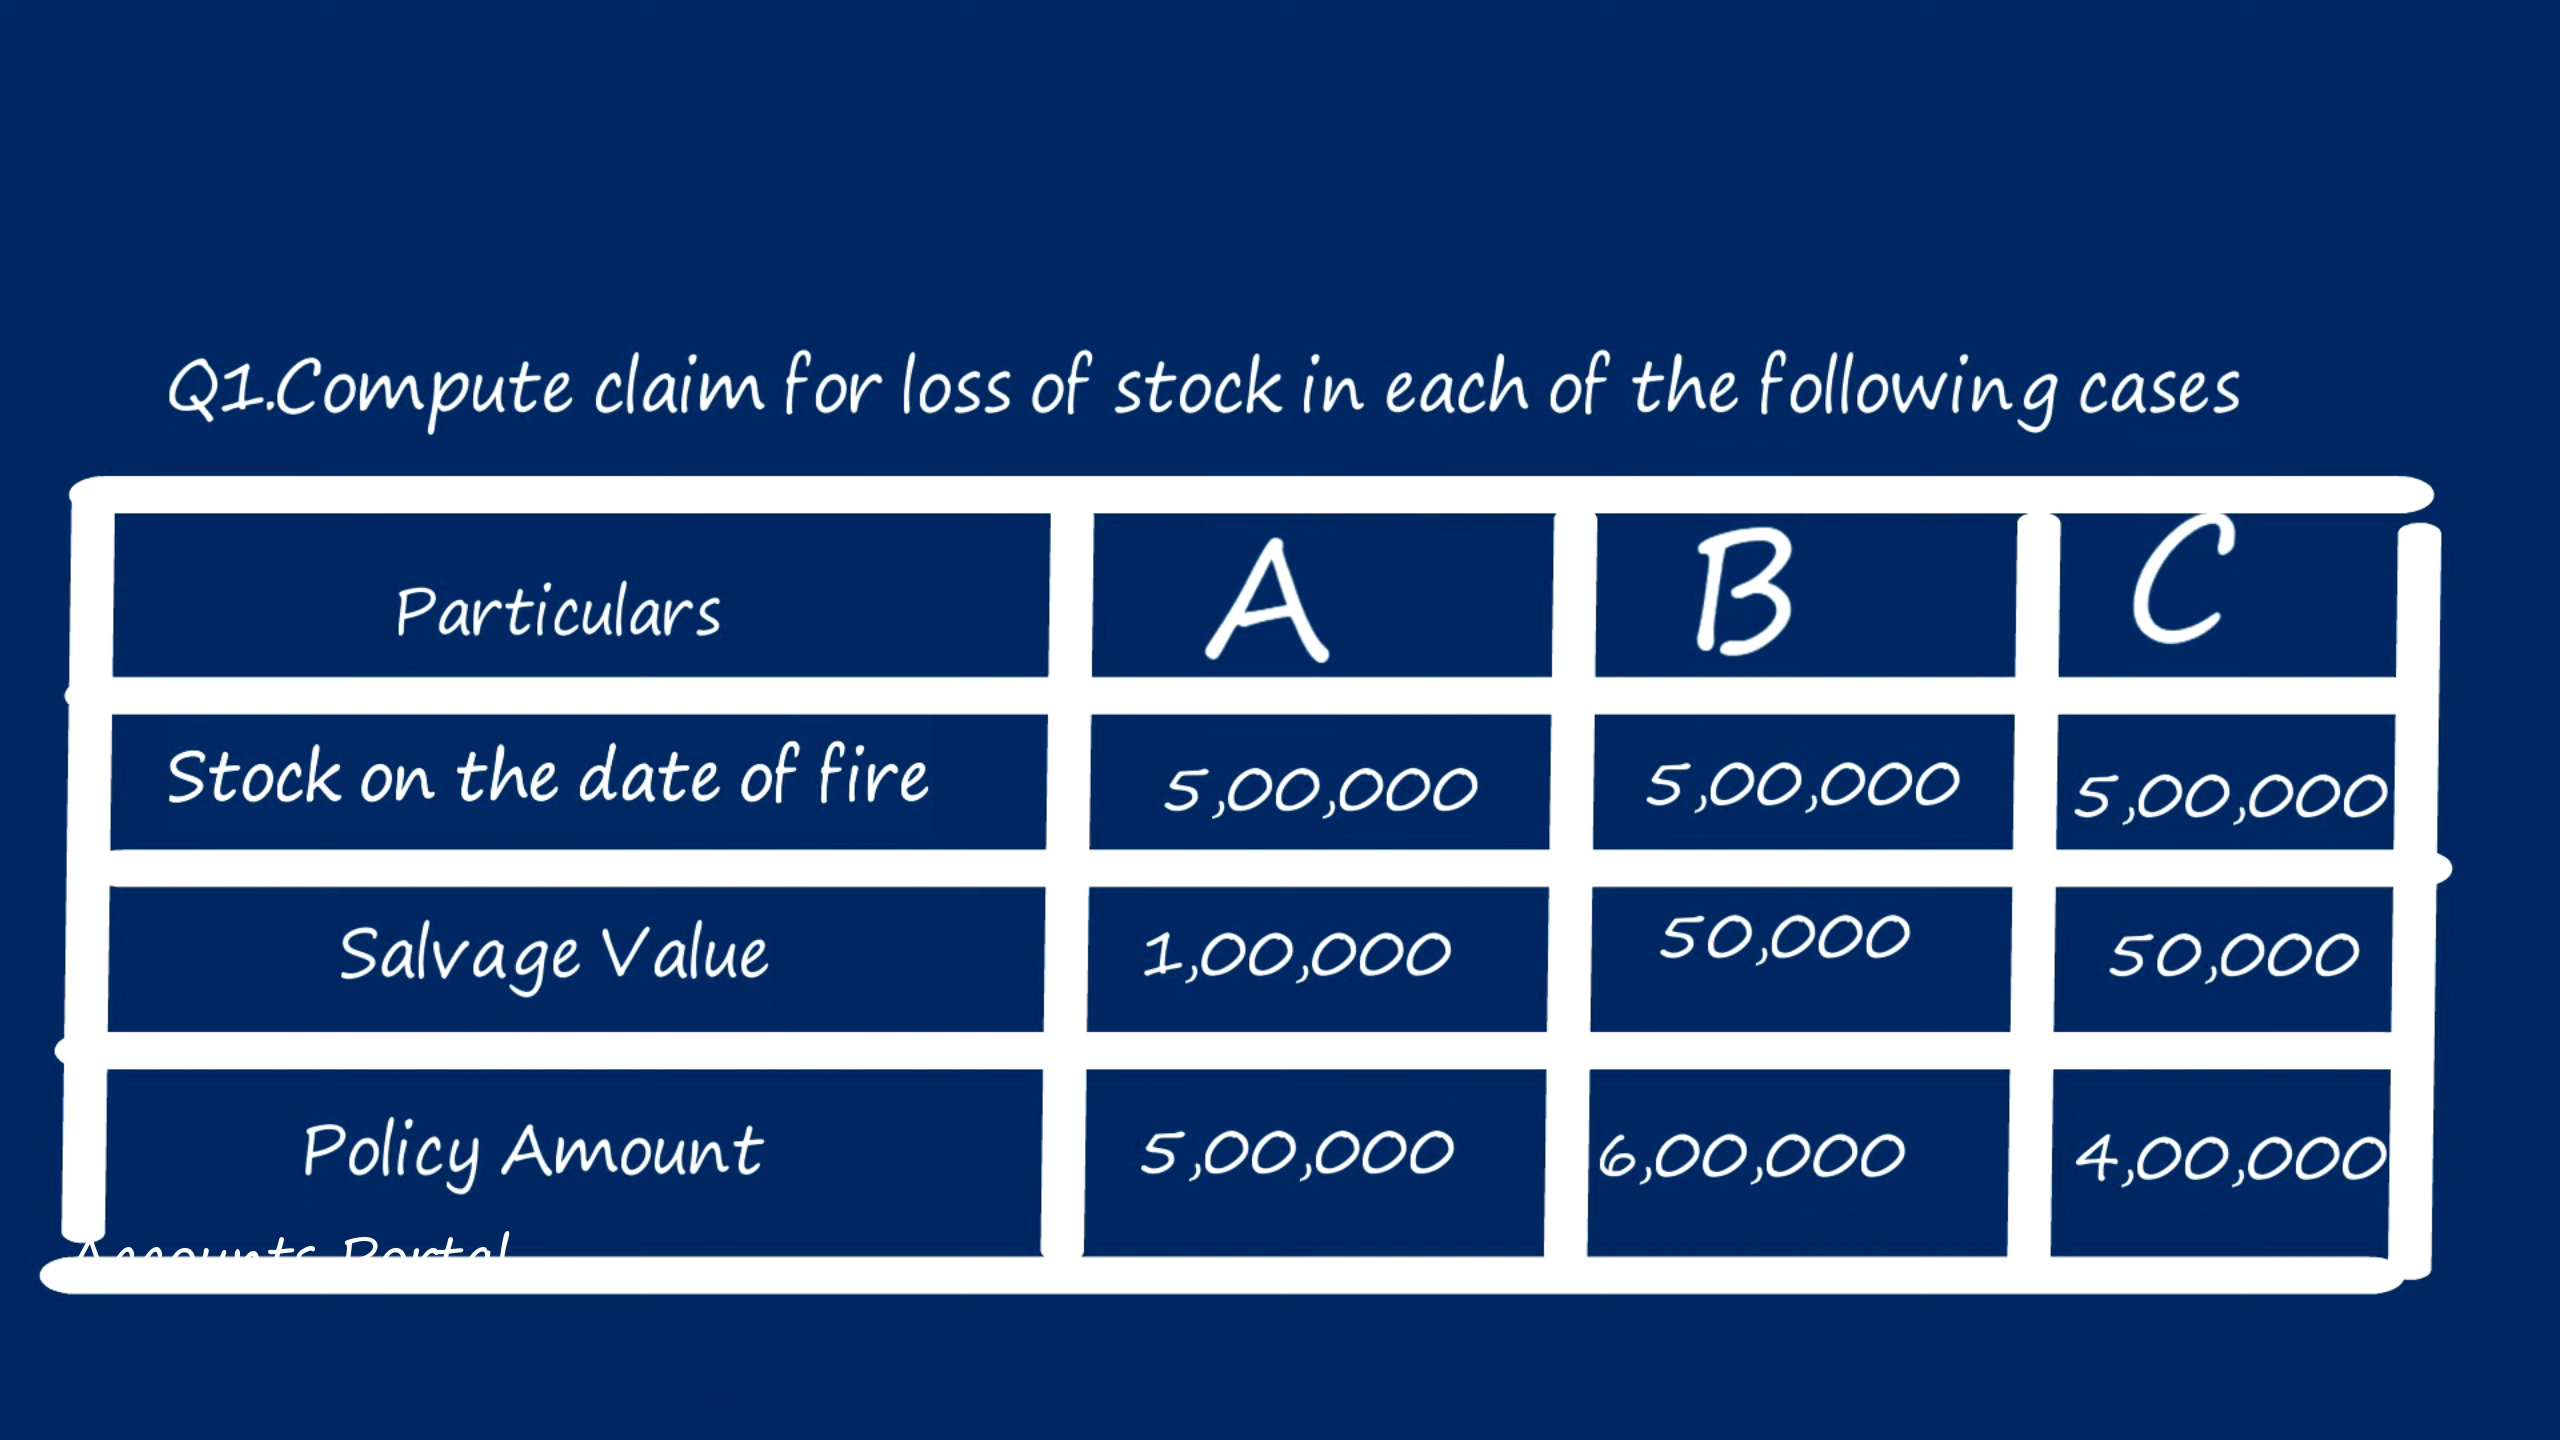 Q1.Compute claim for loss of stock in each of the following cases
Particulars A B C
Stock on the date of fire 5,00,000 5,00,000 5,00,000
Salvage Value 1,00,000 50,000 50,000
Policy Amount 5,00,000 6,00,000 4,00,000
Accounts Portal